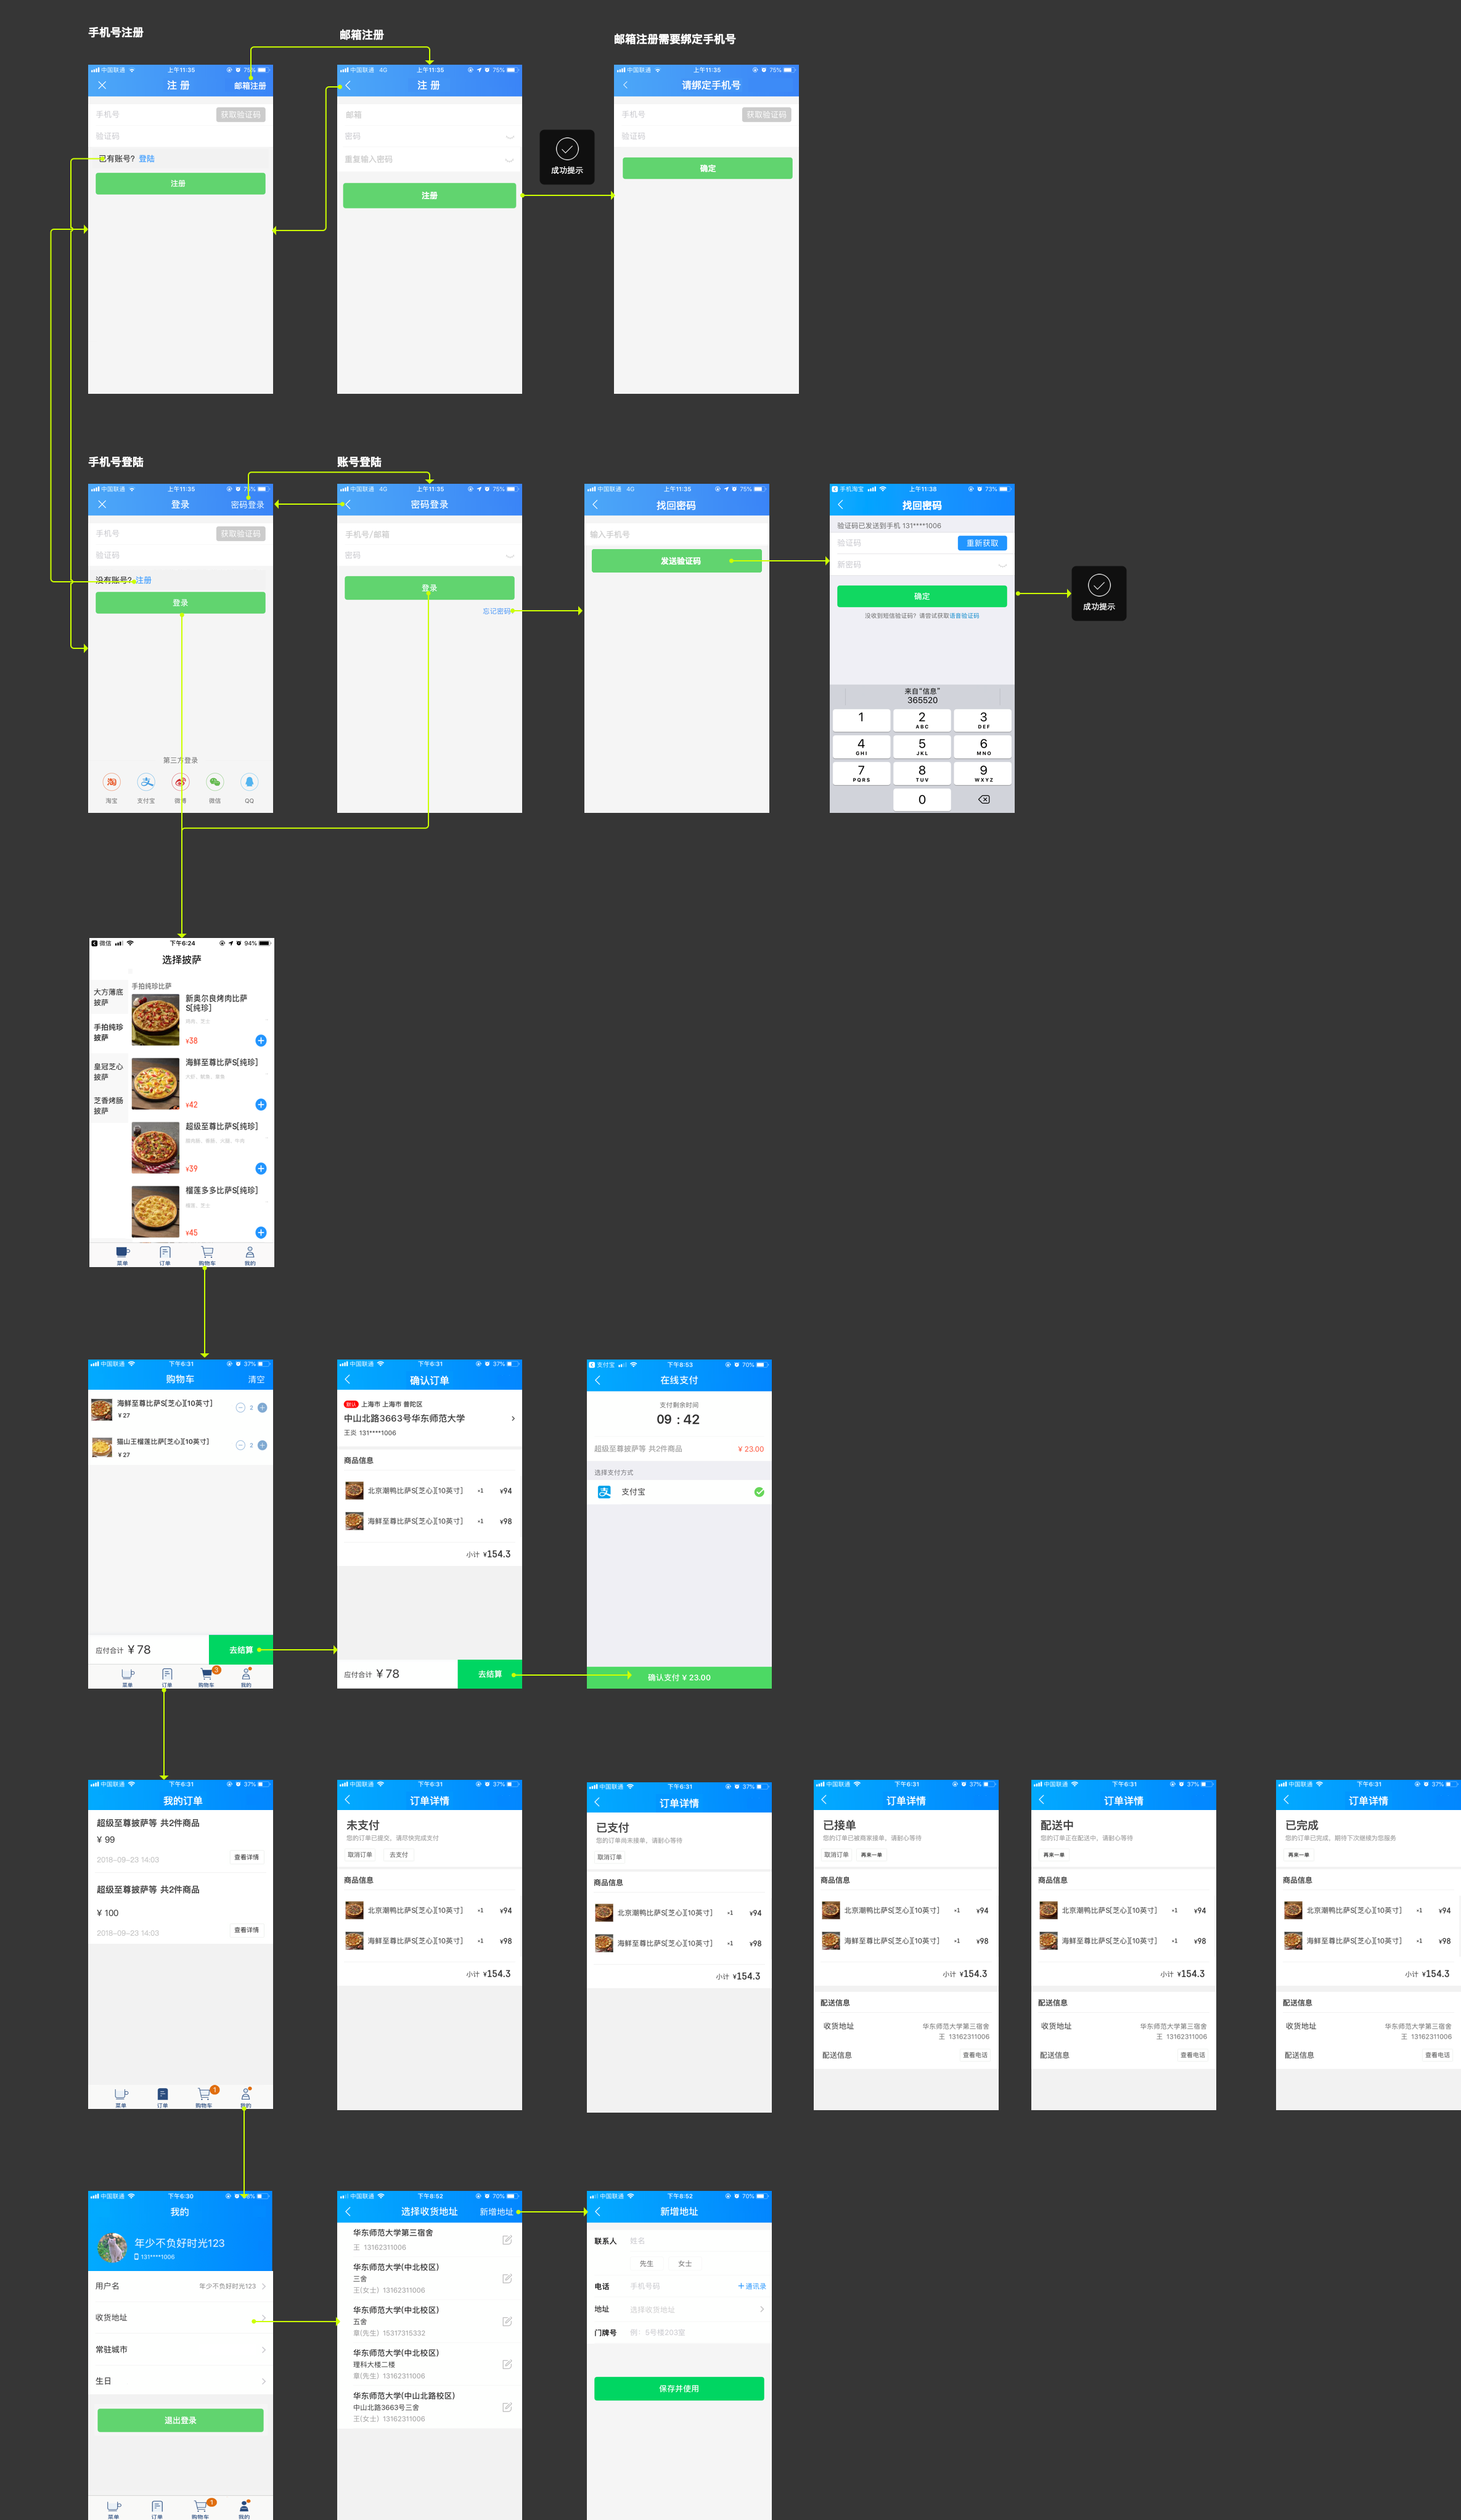 手机号注册
邮箱注册
邮箱注册需要绑定手机号
中国联通
上午11:35
75%
注 册
邮箱注册
手机号
获取验证码
验证码
已有账号? 登陆
注册
中国联通 4G
上午11:35
75%
注 册
邮箱
密码
重复输入密码
注册
成功提示
中国联通
上午11:35
75%
请绑定手机号
手机号
获取验证码
验证码
确定
手机号登陆
账号登陆
中国联通
上午11:35
75%
登录
密码登录
手机号
获取验证码
验证码
没有账号? 注册
登录
第三方登录
淘宝
支付宝
微博
微信
QQ
中国联通 4G
上午11:35
75%
密码登录
手机号/邮箱
密码
登录
忘记密码
中国联通 4G
上午11:35
75%
找回密码
输入手机号
发送验证码
手机淘宝
上午11:38
73%
找回密码
验证码已发送到手机 131****1006
验证码
重新获取
新密码
确定
没收到短信验证码? 请尝试获取语音验证码
来自“信息”
365520
1
2
ABC
3
DEF
4
GHI
5
JKL
6
MNO
7
PQRS
8
TUV
9
WXYZ
0
成功提示
微信
下午6:24
94%
选择披萨
大方薄底
披萨
手拍纯珍
披萨
皇冠芝心
披萨
芝香烤肠
披萨
手拍纯珍比萨
新奥尔良烤肉比萨
S[纯珍]
¥38
海鲜至尊比萨S[纯珍]
¥42
超级至尊比萨S[纯珍]
¥39
榴莲多多比萨S[纯珍]
榴莲、芝士
¥45
菜单
订单
购物车
我的
中国联通
下午6:31
37%
购物车
清空
海鲜至尊比萨S[芝心][10英寸]
¥27
2
猫山王榴莲比萨[芝心][10英寸]
¥27
2
应付合计 ¥78
去结算
菜单
订单
购物车
3
我的
中国联通
下午6:31
37%
确认订单
默认 上海市 上海市 普陀区
中山北路3663号华东师范大学
王页 131****1006
商品信息
北京潮鸭比萨S[芝心][10英寸] ×1 ¥94
海鲜至尊比萨S[芝心][10英寸] ×1 ¥98
小计 ¥154.3
应付合计 ¥78
去结算
支付宝
下午8:53
70%
在线支付
支付剩余时间
09 : 42
超级至尊披萨等 共2件商品
¥ 23.00
选择支付方式
支付宝
确认支付 ¥ 23.00
中国联通
下午6:31
37%
我的订单
超级至尊披萨等 共2件商品
¥ 99
2018-09-23 14:03
查看详情
超级至尊披萨等 共2件商品
¥ 100
2018-09-23 14:03
查看详情
菜单
订单
购物车
1
我的
中国联通
下午6:31
37%
订单详情
未支付
您的订单已提交，请尽快完成支付
取消订单
去支付
商品信息
北京潮鸭比萨S[芝心][10英寸] ×1 ¥94
海鲜至尊比萨S[芝心][10英寸] ×1 ¥98
小计 ¥154.3
中国联通
下午6:31
37%
订单详情
已支付
您的订单尚未接单，请耐心等待
取消订单
商品信息
北京潮鸭比萨S[芝心][10英寸] ×1 ¥94
海鲜至尊比萨S[芝心][10英寸] ×1 ¥98
小计 ¥154.3
中国联通
下午6:31
37%
订单详情
已接单
您的订单已被商家接单，请耐心等待
取消订单
再来一单
商品信息
北京潮鸭比萨S[芝心][10英寸] ×1 ¥94
海鲜至尊比萨S[芝心][10英寸] ×1 ¥98
小计 ¥154.3
配送信息
收货地址
华东师范大学第三宿舍
王 13162311006
配送信息
查看电话
中国联通
下午6:31
37%
订单详情
配送中
您的订单正在配送中，请耐心等待
再来一单
商品信息
北京潮鸭比萨S[芝心][10英寸] ×1 ¥94
海鲜至尊比萨S[芝心][10英寸] ×1 ¥98
小计 ¥154.3
配送信息
收货地址
华东师范大学第三宿舍
王 13162311006
配送信息
查看电话
中国联通
下午6:31
37%
订单详情
已完成
您的订单已完成，期待下次继续为您服务
再来一单
商品信息
北京潮鸭比萨S[芝心][10英寸] ×1 ¥94
海鲜至尊比萨S[芝心][10英寸] ×1 ¥98
小计 ¥154.3
配送信息
收货地址
华东师范大学第三宿舍
王 13162311006
配送信息
查看电话
中国联通
下午6:30
我的
年少不负好时光123
131****1006
用户名
年少不负好时光123
收货地址
常驻城市
生日
退出登录
菜单
订单
购物车
1
我的
中国联通
下午8:52
70%
选择收货地址
新增地址
华东师范大学第三宿舍
王 13162311006
华东师范大学(中北校区)
三舍
王(女士) 13162311006
华东师范大学(中北校区)
五舍
章(先生) 15317315332
华东师范大学(中北校区)
理科大楼二楼
章(先生) 13162311006
华东师范大学(中山北路校区)
中山北路3663号三舍
王(女士) 13162311006
中国联通
下午8:52
70%
新增地址
联系人
姓名
先生
女士
电话
手机号码
+通讯录
地址
选择收货地址
门牌号
例: 5号楼203室
保存并使用